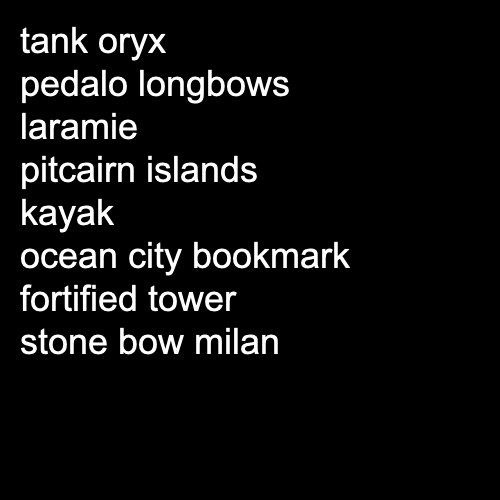 tank oryx
pedalo longbows
laramie
pitcairn islands
kayak
ocean city bookmark
fortified tower
stone bow milan